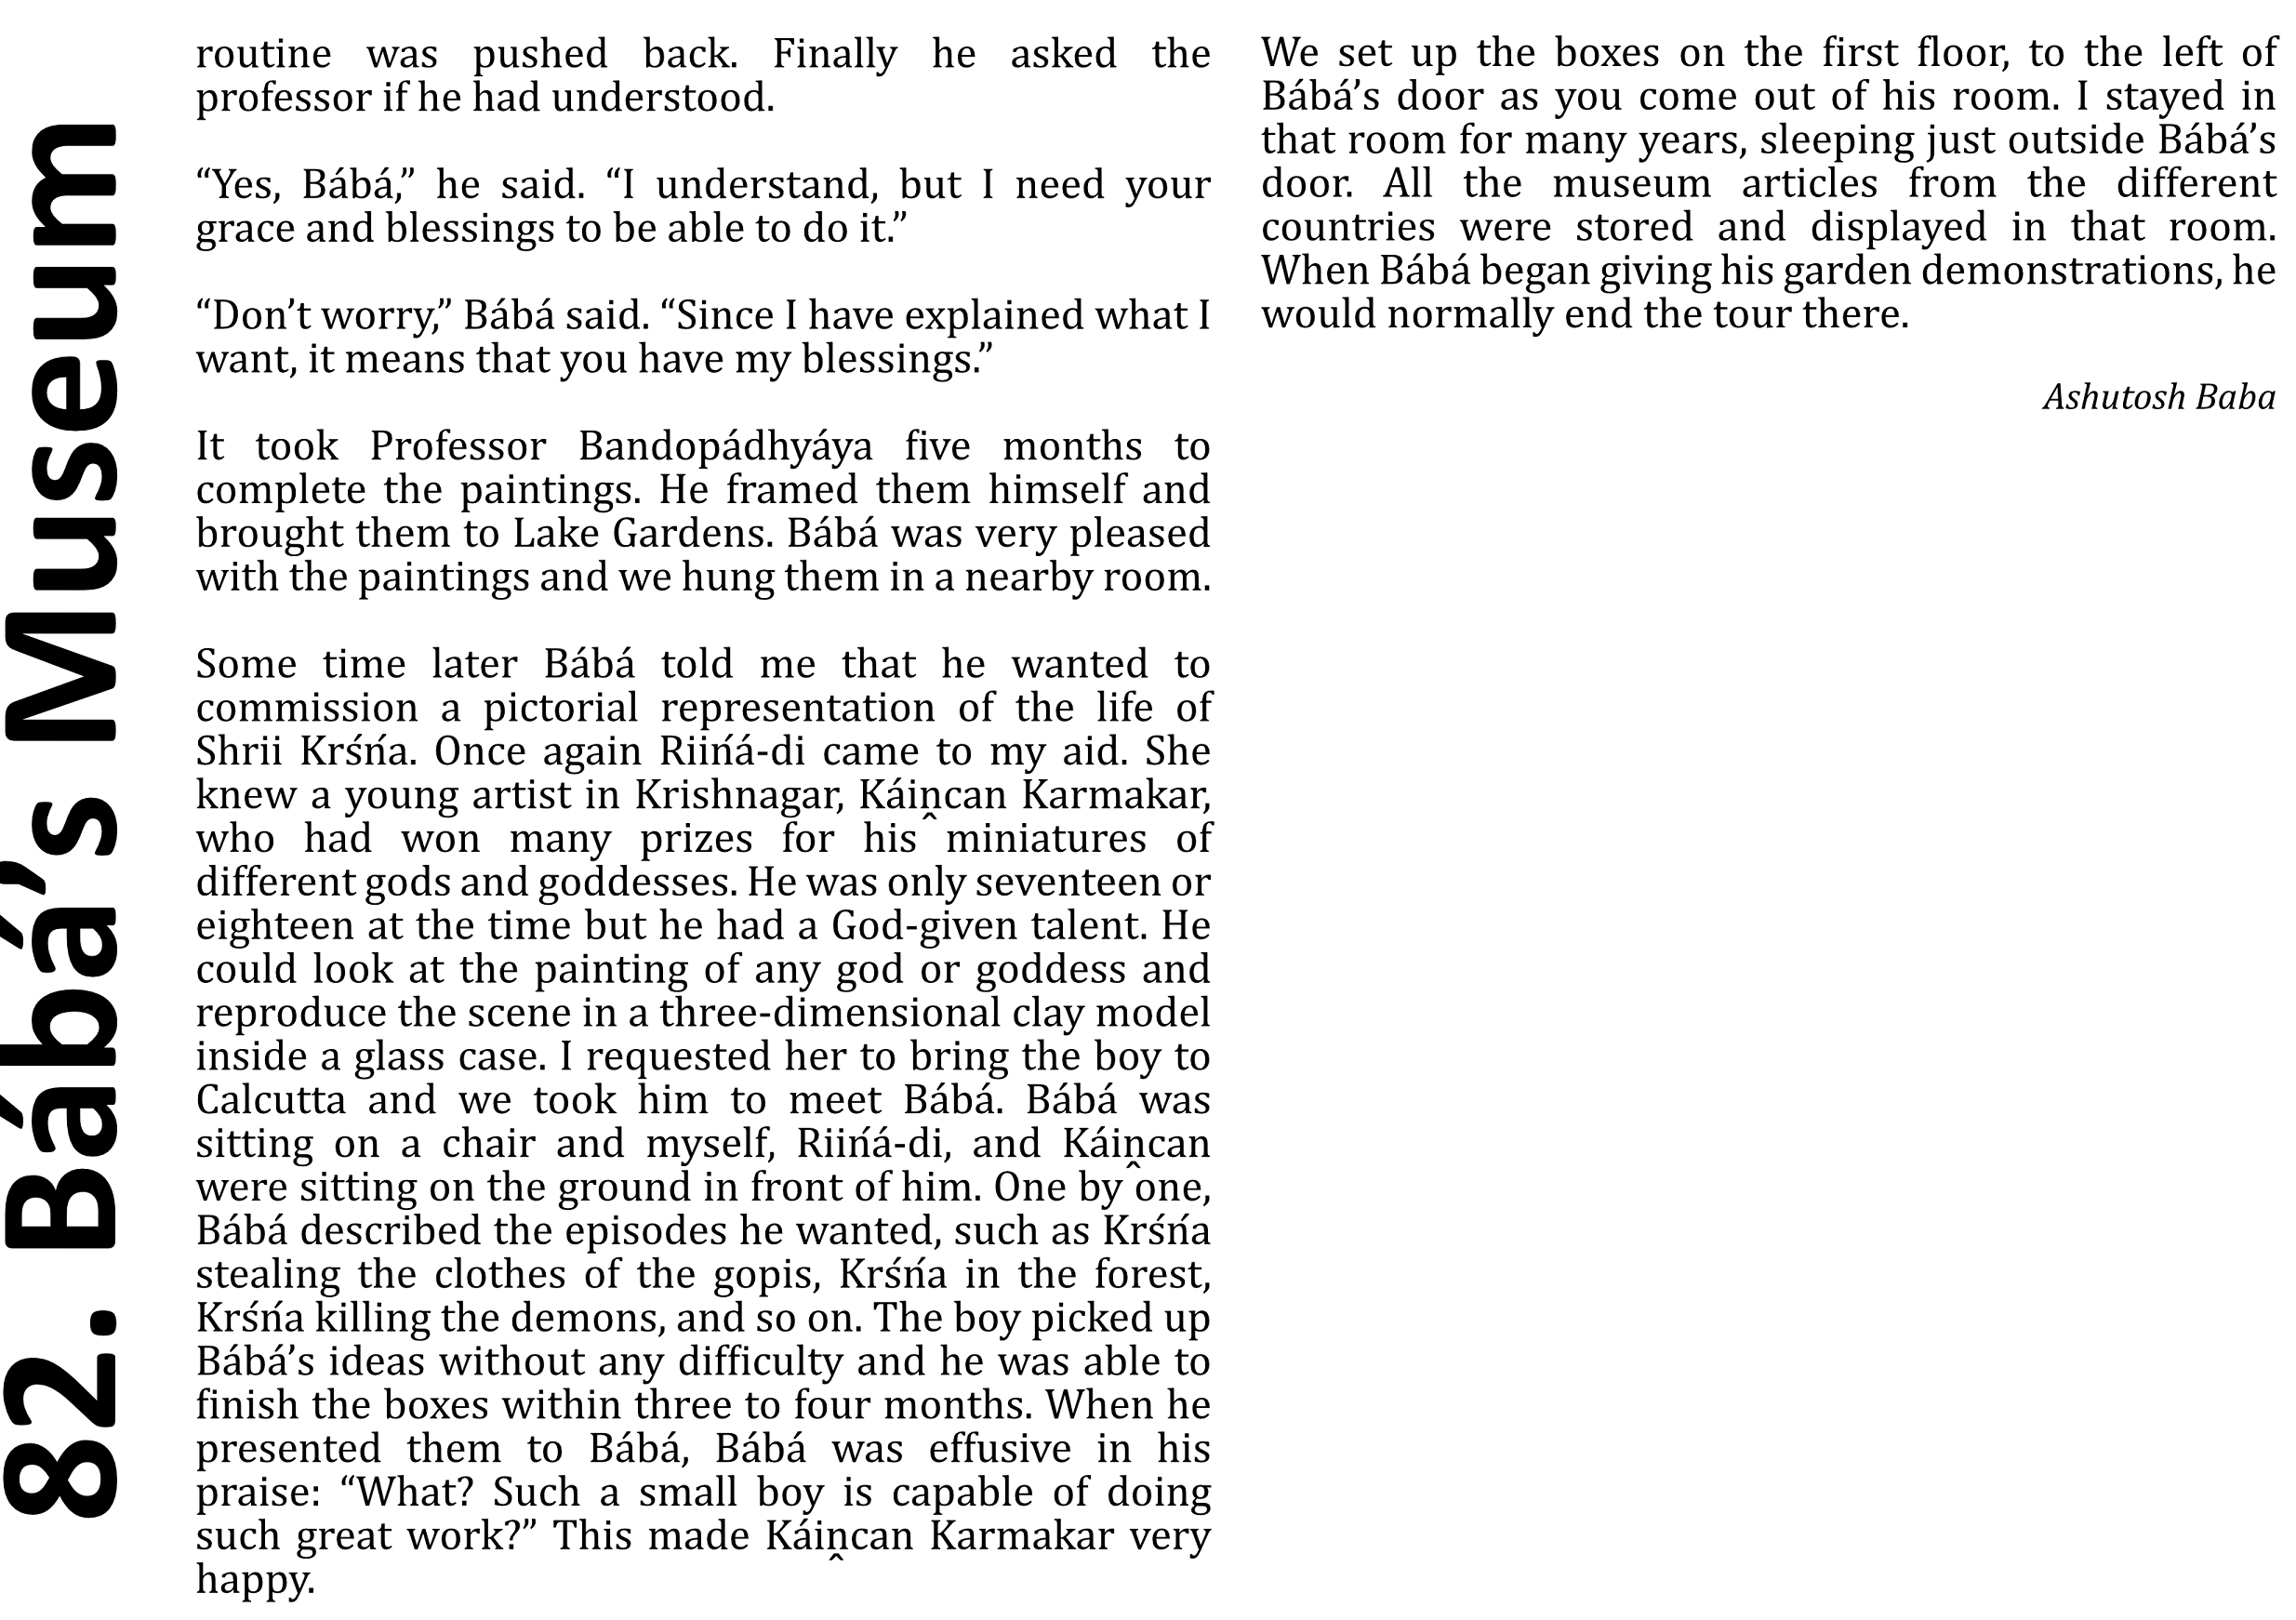 82. Bábá’s Museum
routine was pushed back. Finally he asked the
professor if he had understood.
“Yes, Bábá,” he said. “I understand, but I need your
grace and blessings to be able to do it.”
“Don’t worry,” Bábá said. “Since I have explained what I
want, it means that you have my blessings.”
It took Professor Bandopádhyáya five months to
complete the paintings. He framed them himself and
brought them to Lake Gardens. Bábá was very pleased
with the paintings and we hung them in a nearby room.
Some time later Bábá told me that he wanted to
commission a pictorial representation of the life of
Shrii Krśńa. Once again Riińá-di came to my aid. She
knew a young artist in Krishnagar, Káiṋcan Karmakar,
who had won many prizes for his miniatures of
different gods and goddesses. He was only seventeen or
eighteen at the time but he had a God-given talent. He
could look at the painting of any god or goddess and
reproduce the scene in a three-dimensional clay model
inside a glass case. I requested her to bring the boy to
Calcutta and we took him to meet Bábá. Bábá was
sitting on a chair and myself, Riińá-di, and Káiṋcan
were sitting on the ground in front of him. One by one,
Bábá described the episodes he wanted, such as Krśńa
stealing the clothes of the gopis, Krśńa in the forest,
Krśńa killing the demons, and so on. The boy picked up
Bábá’s ideas without any difficulty and he was able to
finish the boxes within three to four months. When he
presented them to Bábá, Bábá was effusive in his
praise: “What? Such a small boy is capable of doing
such great work?” This made Káiṋcan Karmakar very
happy.
We set up the boxes on the first floor, to the left of
Bábá’s door as you come out of his room. I stayed in
that room for many years, sleeping just outside Bábá’s
door. All the museum articles from the different
countries were stored and displayed in that room.
When Bábá began giving his garden demonstrations, he
would normally end the tour there.
Ashutosh Baba